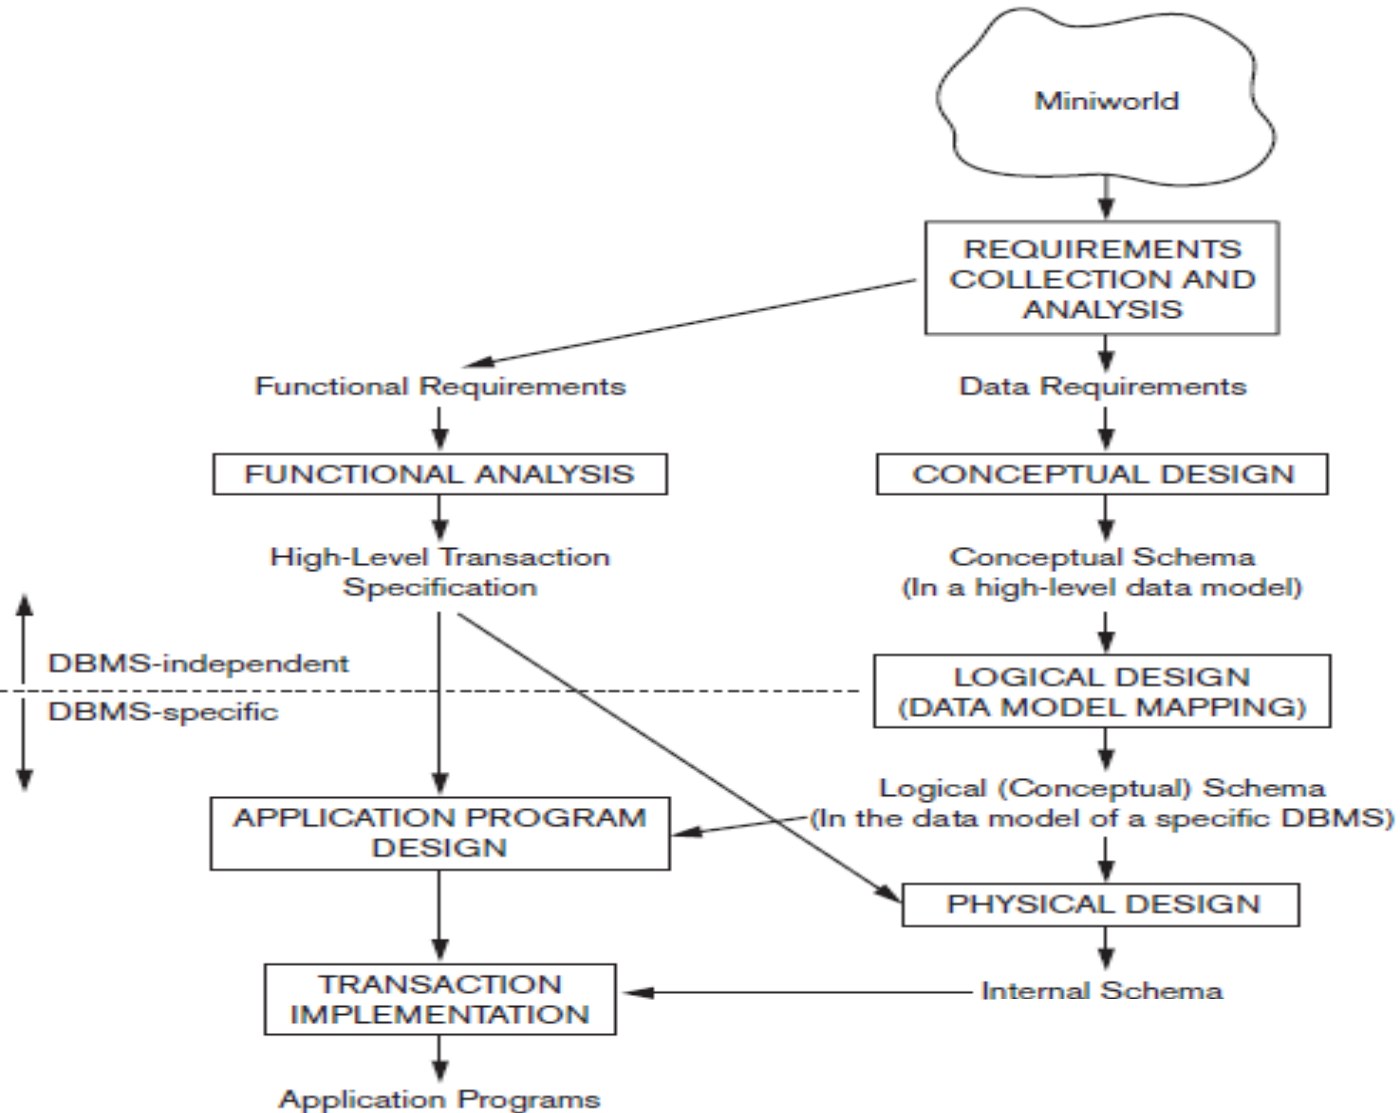 Miniworld
REQUIREMENTS
COLLECTION AND
ANALYSIS
Functional Requirements
Data Requirements
FUNCTIONAL ANALYSIS
CONCEPTUAL DESIGN
High-Level Transaction
Specification
Conceptual Schema
(In a high-level data model)
DBMS-independent
DBMS-specific
LOGICAL DESIGN
(DATA MODEL MAPPING)
Logical (Conceptual) Schema
(In the data model of a specific DBMS)
APPLICATION PROGRAM
DESIGN
PHYSICAL DESIGN
TRANSACTION
IMPLEMENTATION
Internal Schema
Application Programs